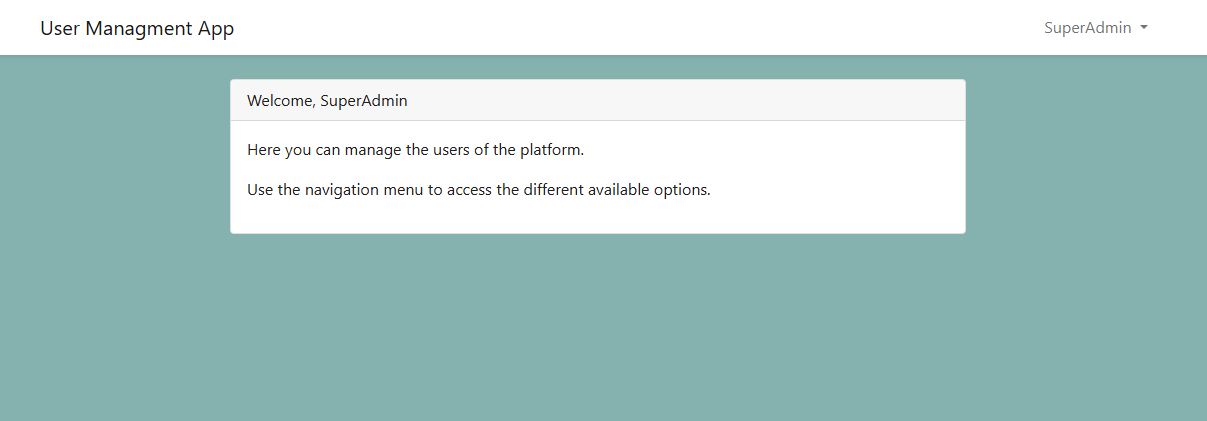 User Managment App
SuperAdmin
Welcome, SuperAdmin
Here you can manage the users of the platform.
Use the navigation menu to access the different available options.